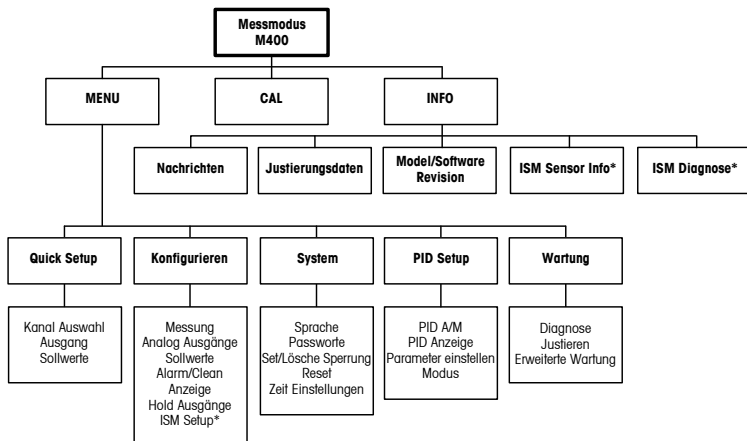 Messmodus
M400
MENU
CAL
INFO
Nachrichten
Justierungsdaten
Model/Software
Revision
ISM Sensor Info*
ISM Diagnose*
Quick Setup
Konfigurieren
System
PID Setup
Wartung
Kanal Auswahl
Ausgang
Sollwerte
Messung
Analog Ausgänge
Sollwerte
Alarm/Clean
Anzeige
Hold Ausgänge
ISM Setup*
Sprache
Passworte
Set/Lösche Sperrung
Reset
Zeit Einstellungen
PID A/M
PID Anzeige
Parameter einstellen
Modus
Diagnose
Justieren
Erweiterte Wartung